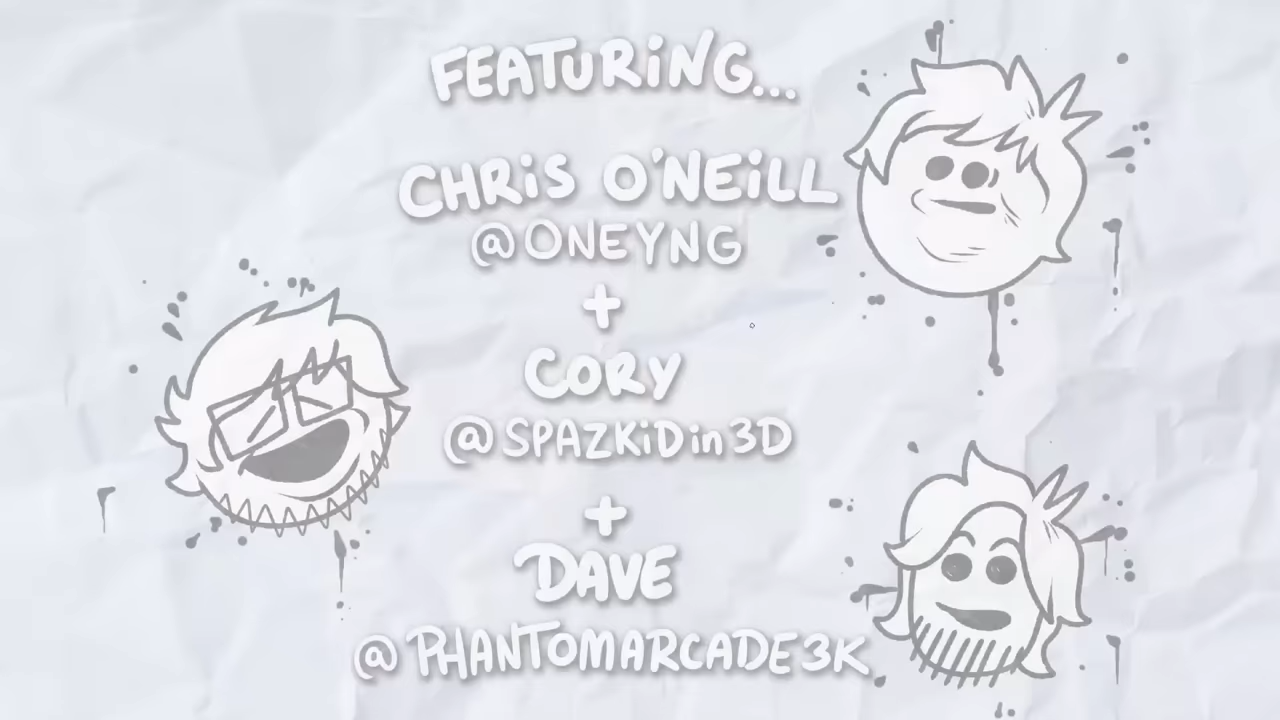 FEATURiNG...
CHRiS O'NEiLL
@ONEYNG
+
CORY
@SPAZKiDin3D
+
DAVE
@PHANTOMARCADE3K